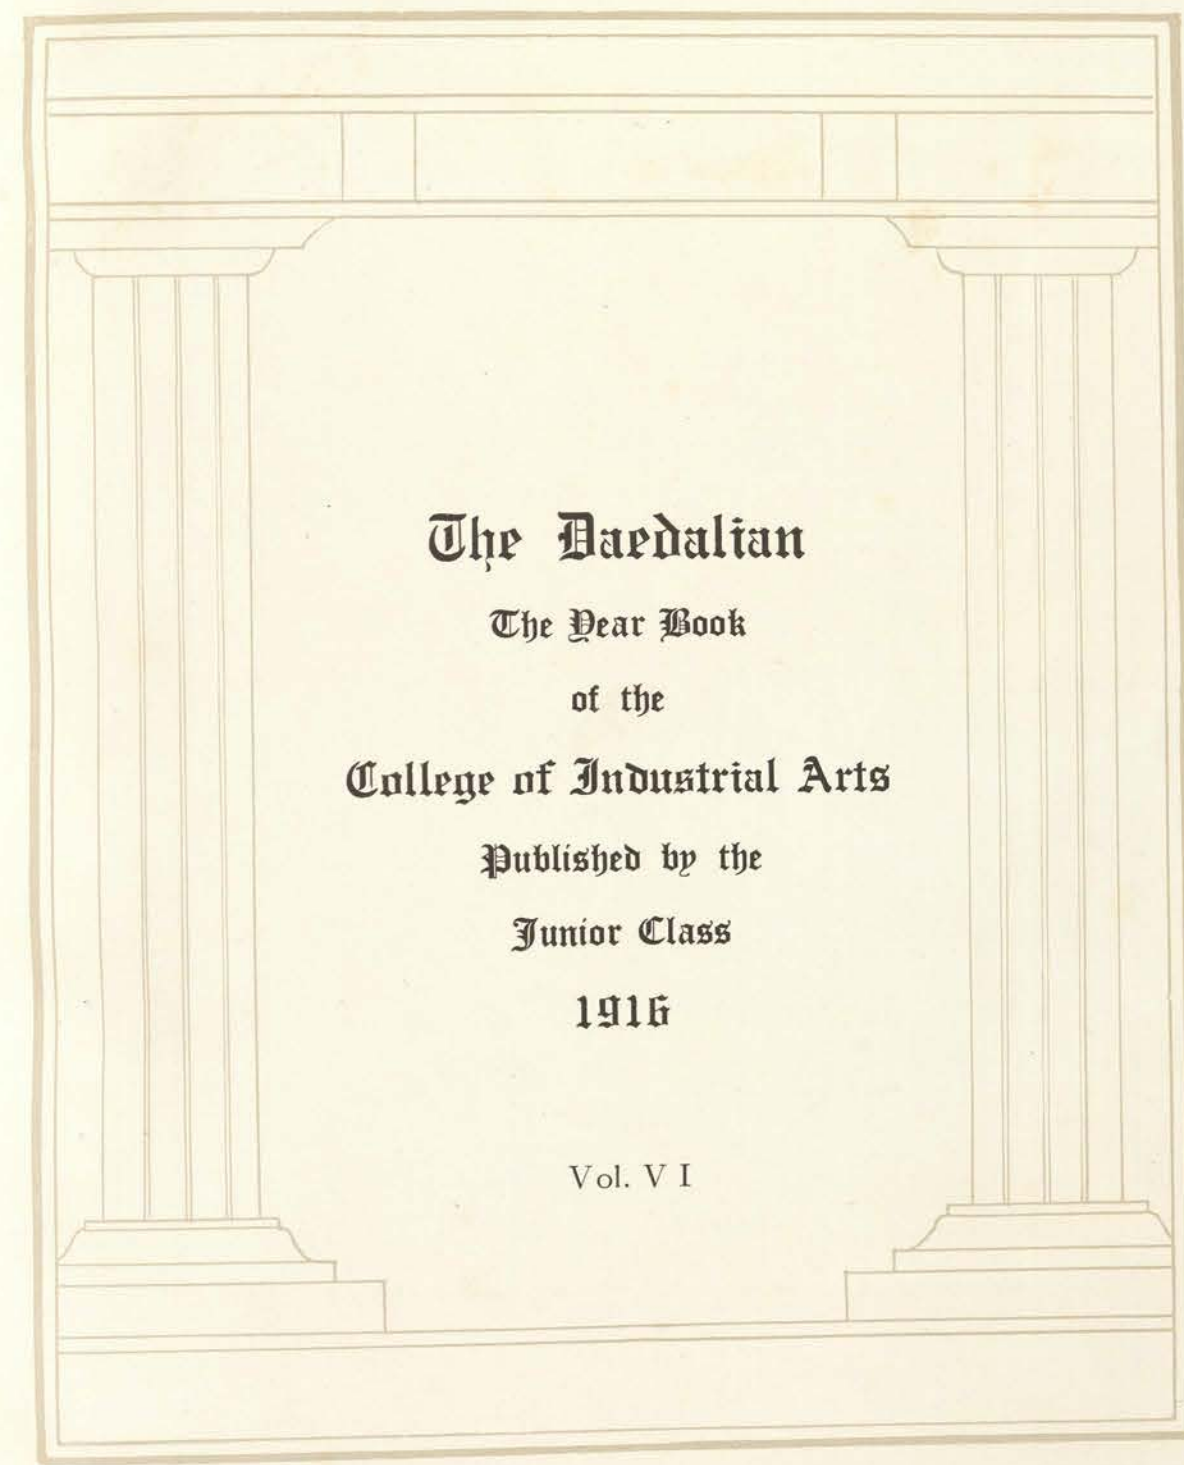 The Daedalian
The Year Book
of the
College of Industrial Arts
Published by the
Junior Class
1916
Vol. V I